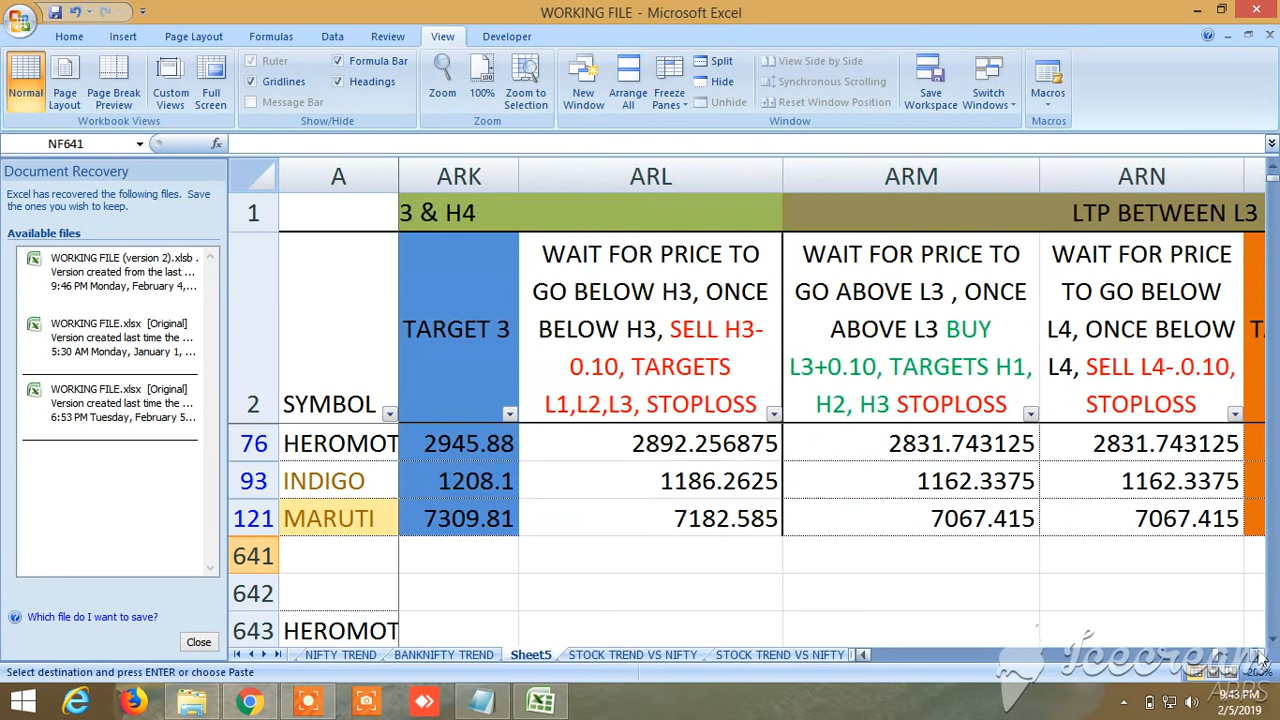 WORKING FILE - Microsoft Excel
Home Insert Page Layout Formulas Data Review View Developer
Normal Page Layout Page Break Preview Custom Views Full Screen
Workbook Views
Ruler Formula Bar
Gridlines Headings
Message Bar
Show/Hide
Zoom 100% Zoom to Selection
Zoom
New Window Arrange All Freeze Panes
Split
Hide
Unhide
View Side by Side
Synchronous Scrolling
Reset Window Position
Save Workspace Switch Windows
Window
Macros
Macros
NF641 fx
Document Recovery
Excel has recovered the following files. Save
the ones you wish to keep.
Available files
WORKING FILE (version 2).xlsb .
Version created from the last ...
9:46 PM Monday, February 4,...
WORKING FILE.xlsx [Original]
Version created last time the ...
5:30 AM Monday, January 1, ...
WORKING FILE.xlsx [Original]
Version created last time the ...
6:53 PM Tuesday, February 5...
Which file do I want to save?
Close
A ARK ARL ARM ARN
1 3 & H4 LTP BETWEEN L3
2 SYMBOL
TARGET 3
WAIT FOR PRICE TO
GO BELOW H3, ONCE
BELOW H3, SELL H3-
0.10, TARGETS
L1,L2,L3, STOPLOSS
WAIT FOR PRICE TO
GO ABOVE L3 , ONCE
ABOVE L3 BUY
L3+0.10, TARGETS H1,
H2, H3 STOPLOSS
WAIT FOR PRICE
TO GO BELOW
L4, ONCE BELOW
L4, SELL L4-.0.10,
STOPLOSS
76 HEROMOT 2945.88 2892.256875 2831.743125 2831.743125
93 INDIGO 1208.1 1186.2625 1162.3375 1162.3375
121 MARUTI 7309.81 7182.585 7067.415 7067.415
641
642
643 HEROMOT
NIFTY TREND BANKNIFTY TREND Sheet5 STOCK TREND VS NIFTY STOCK TREND VS NIFTY
Select destination and press ENTER or choose Paste 200%
Icecream
APPS
9:43 PM
2/5/2019